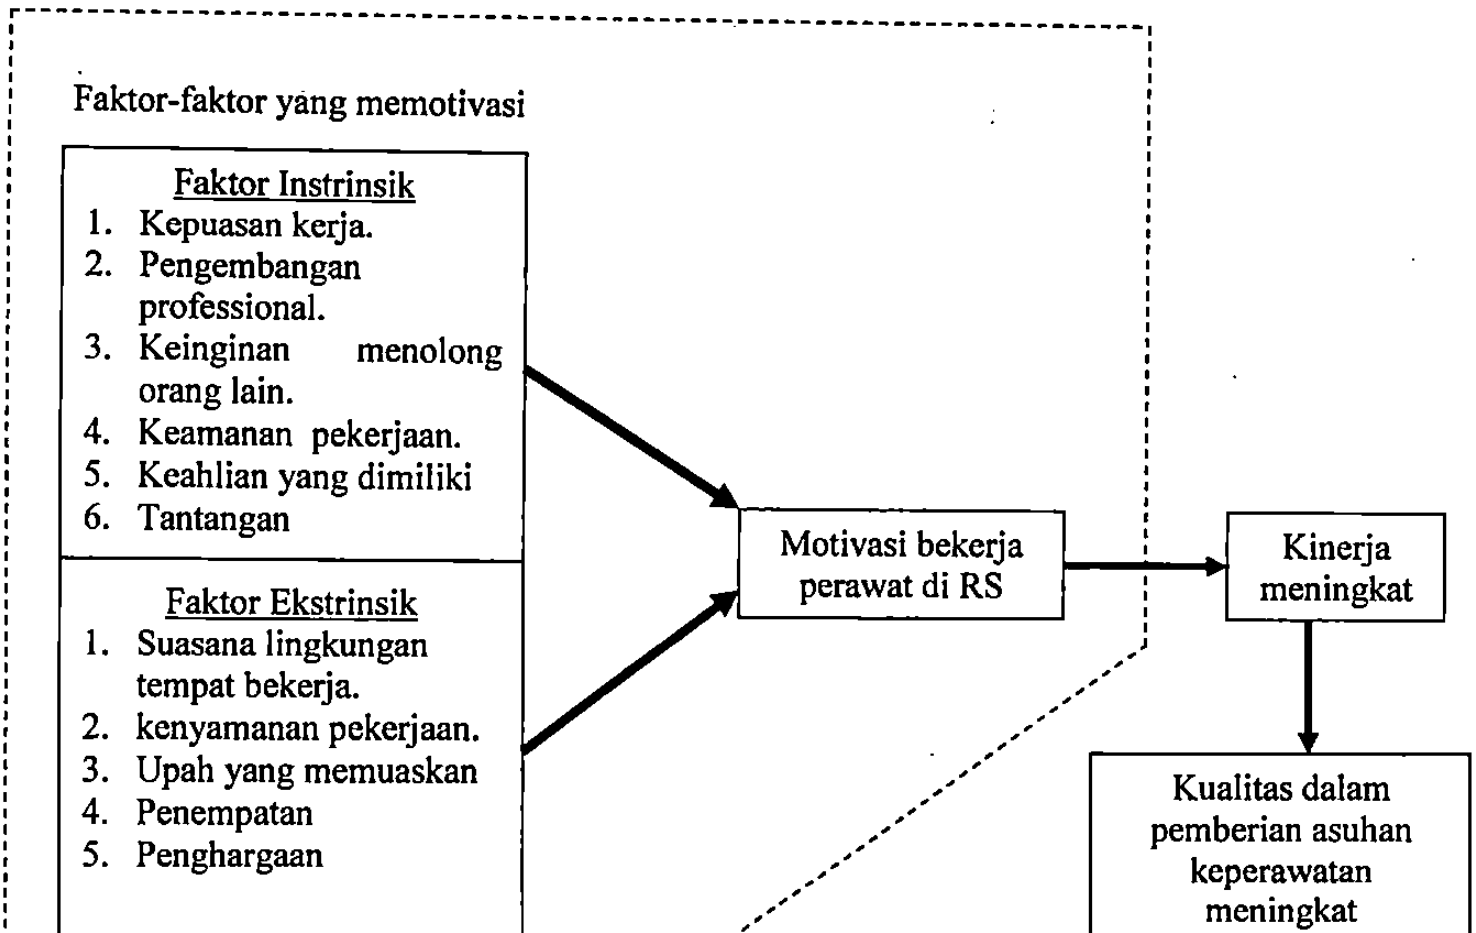 Faktor-faktor yang memotivasi
Faktor Instrinsik
1. Kepuasan kerja.
2. Pengembangan
professional.
3. Keinginan menolong
orang lain.
4. Keamanan pekerjaan.
5. Keahlian yang dimiliki
6. Tantangan
Faktor Ekstrinsik
1. Suasana lingkungan
tempat bekerja.
2. kenyamanan pekerjaan.
3. Upah yang memuaskan
4. Penempatan
5. Penghargaan
Motivasi bekerja
perawat di RS
Kinerja
meningkat
Kualitas dalam
pemberian asuhan
keperawatan
meningkat